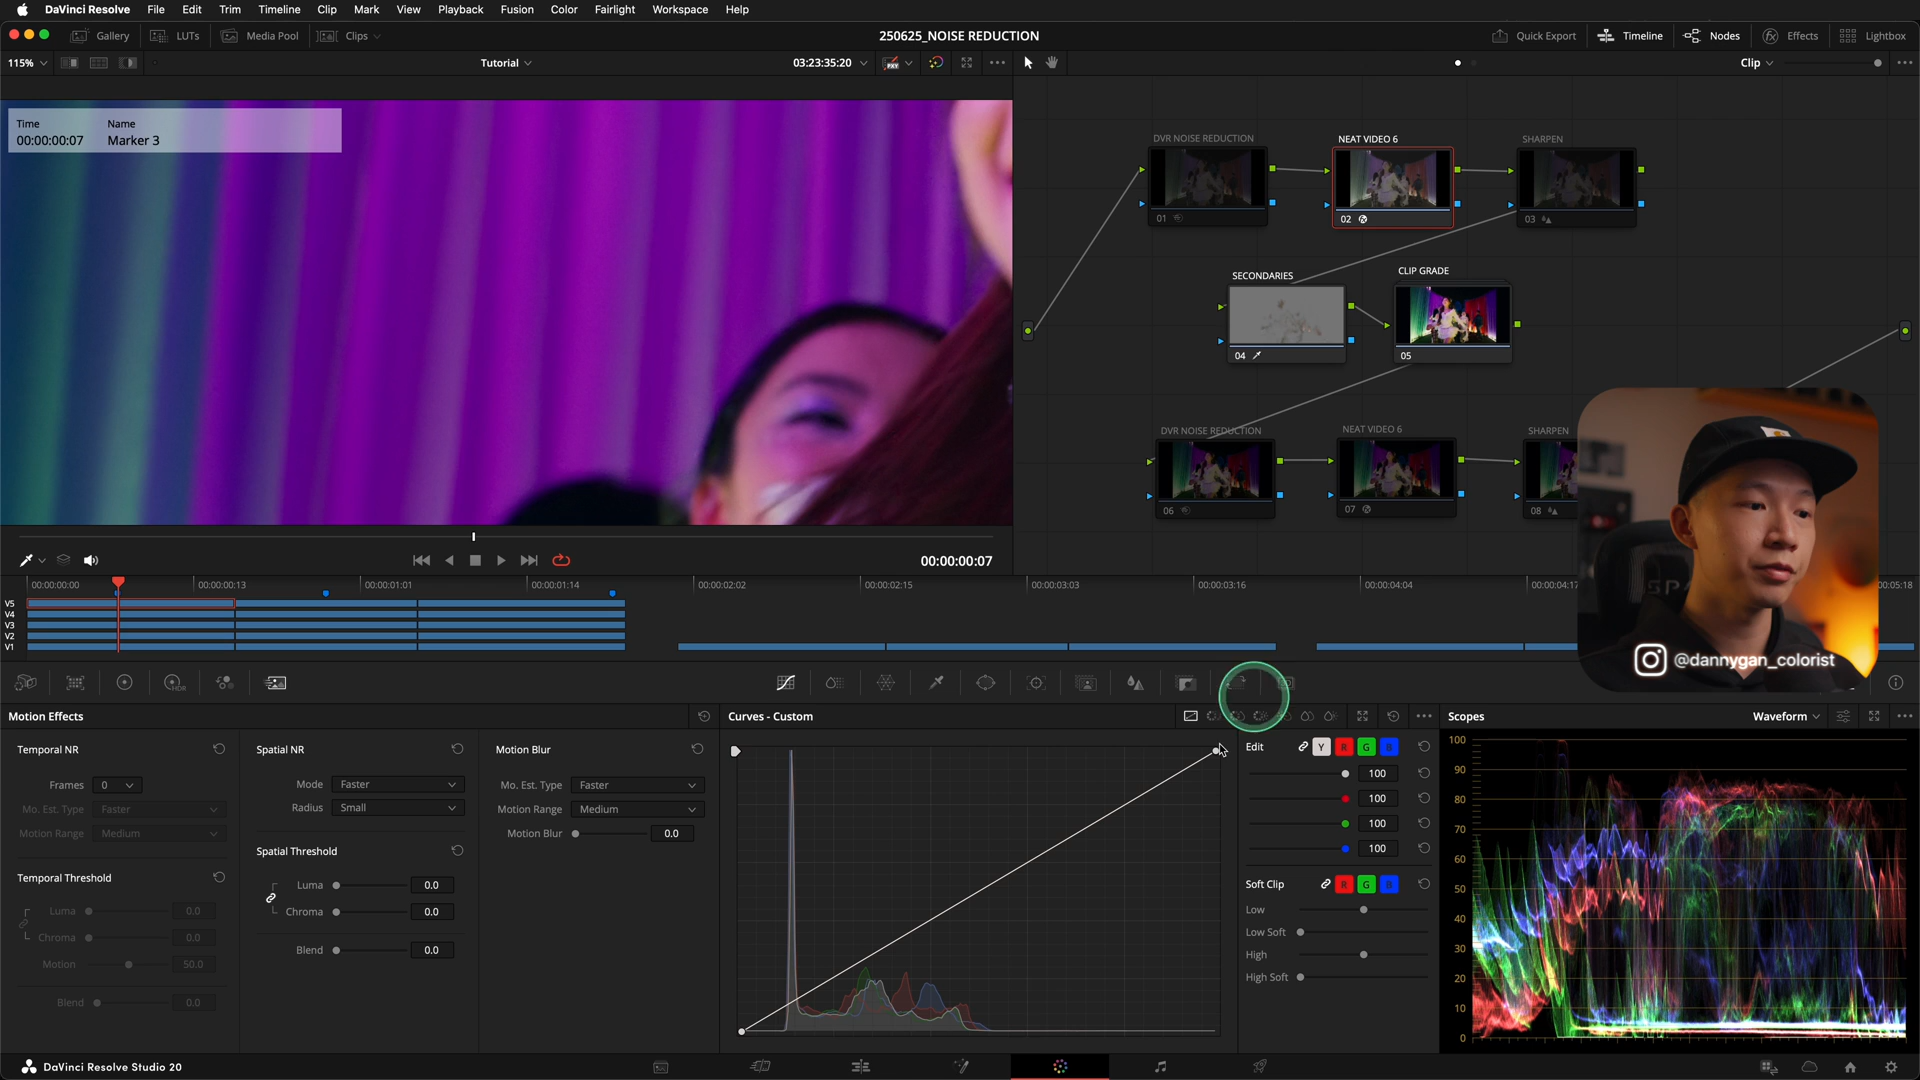 DaVinci Resolve File Edit Trim Timeline Clip Mark View Playback Fusion Color Fairlight Workspace Help
Gallery LUTs Media Pool Clips 250625_NOISE REDUCTION Quick Export Timeline Nodes Effects Lightbox
115% Tutorial 03:23:35:20 Clip
Time Name
00:00:00:07 Marker 3
DVR NOISE REDUCTION NEAT VIDEO 6 SHARPEN
01 02 03
SECONDARIES CLIP GRADE
04 05
DVR NOISE REDUCTION NEAT VIDEO 6 SHARPEN
06 07 08
00:00:00:07
00:00:00:00 00:00:00:13 00:00:01:01 00:00:01:14 00:00:02:02 00:00:02:15 00:00:03:03 00:00:03:16 00:00:04:04 00:00:04:17 05:18
V5
V4
V3
V2
V1
@dannygan_colorist
HDR
Motion Effects
Temporal NR
Frames 0
Mo. Est. Type Faster
Motion Range Medium
Temporal Threshold
Luma 0.0
Chroma 0.0
Motion 50.0
Blend 0.0
Spatial NR
Mode Faster
Radius Small
Spatial Threshold
Luma 0.0
Chroma 0.0
Blend 0.0
Motion Blur
Mo. Est. Type Faster
Motion Range Medium
Motion Blur 0.0
Curves - Custom
Edit Y R G B
100
100
100
100
Soft Clip R G B
Low
Low Soft
High
High Soft
Scopes Waveform
100
90
80
70
60
50
40
30
20
10
0
DaVinci Resolve Studio 20